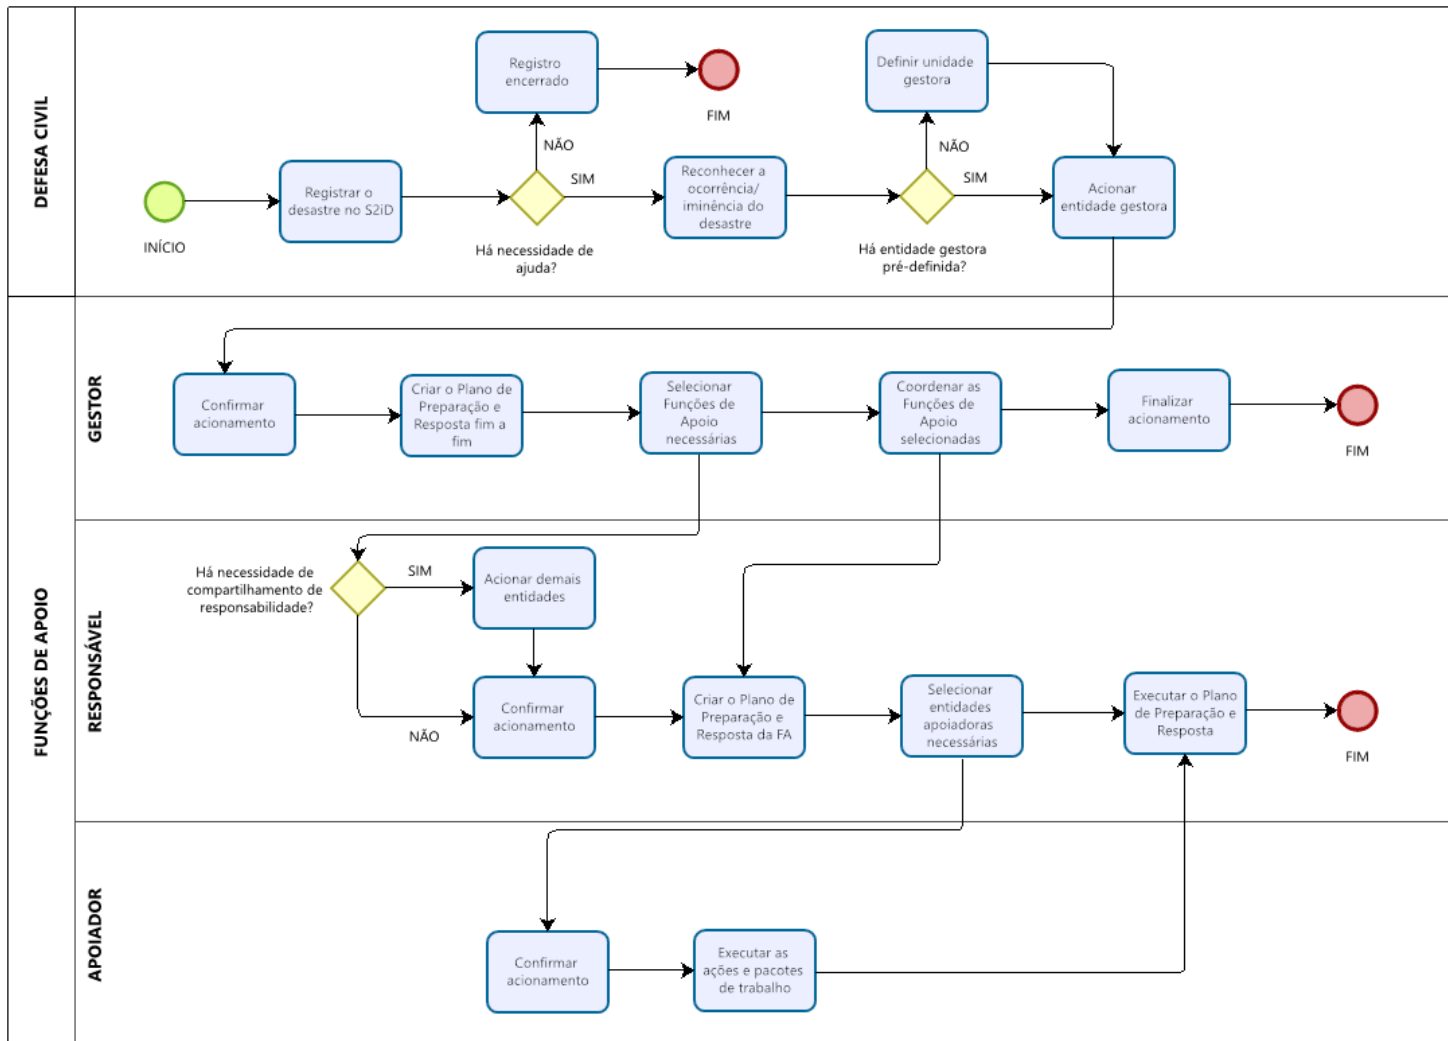 DEFESA CIVIL
INÍCIO
Registrar o
desastre no S2iD
Há necessidade de
ajuda?
NÃO
SIM
Registro
encerrado
FIM
Reconhecer a
ocorrência/
iminência do
desastre
Há entidade gestora
pré-definida?
NÃO
SIM
Definir unidade
gestora
Acionar
entidade gestora
FUNÇÕES DE APOIO
GESTOR
Confirmar
acionamento
Criar o Plano de
Preparação e
Resposta fim a
fim
Selecionar
Funções de
Apoio
necessárias
Coordenar as
Funções de
Apoio
selecionadas
Finalizar
acionamento
FIM
RESPONSÁVEL
Há necessidade de
compartilhamento de
responsabilidade?
SIM
NÃO
Acionar demais
entidades
Confirmar
acionamento
Criar o Plano de
Preparação e
Resposta da FA
Selecionar
entidades
apoiadoras
necessárias
Executar o Plano
de Preparação e
Resposta
FIM
APOIADOR
Confirmar
acionamento
Executar as
ações e pacotes
de trabalho